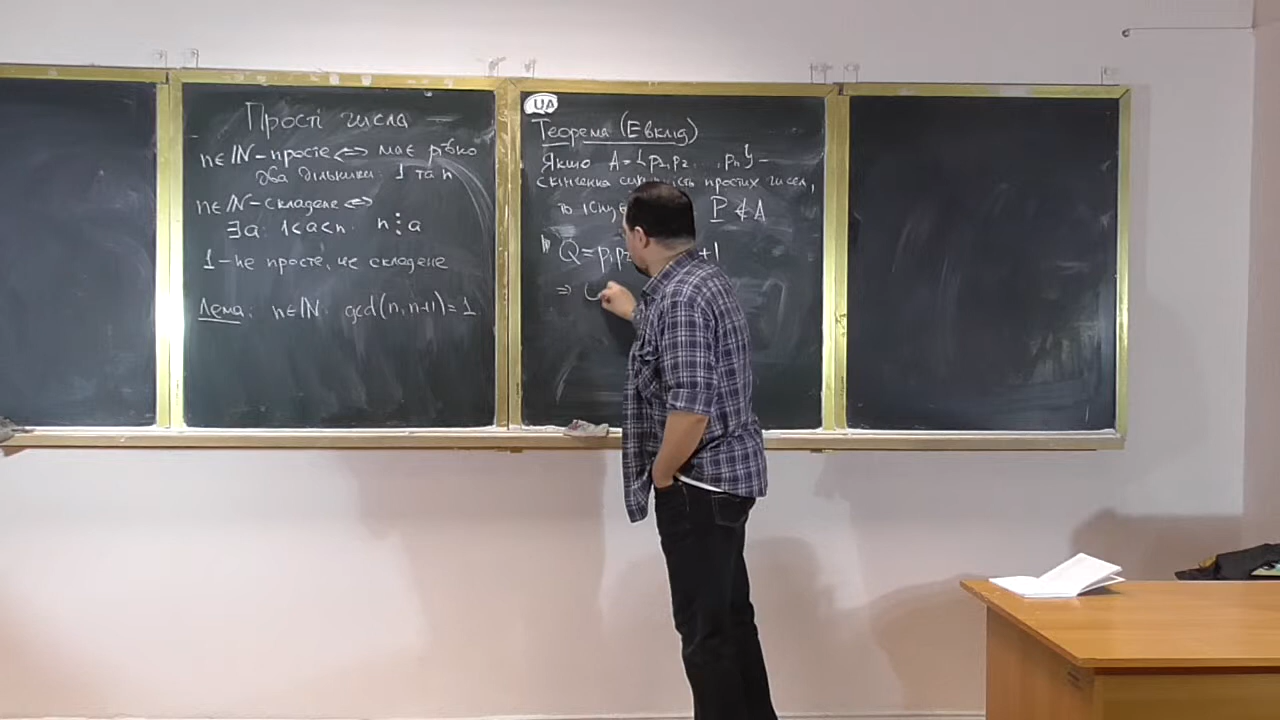 Прості числа
n∈ℕ - просте ⇔ має рівно
два дільники: 1 та n
n∈ℕ - складене ⇔
∃a: 1<a<n. n⋮a
1 - не просте, не складене
Лема: n∈ℕ. gcd(n, n+1) = 1
UA
Теорема (Евклід)
Якщо A = {p₁, p₂, ..., pₙ} -
скінченна сукупність простих чисел,
то існує P ∉ A
Q = p₁p₂ +1
⇒